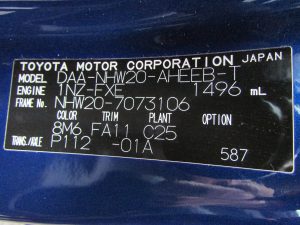 TOYOTA MOTOR CORPORATION JAPAN
MODEL DAA-NHW20-AHEEB-T
ENGINE 1NZ-FXE 1496 mL
FRAME No. NHW20-7073106
COLOR TRIM PLANT OPTION
8M6 FA11 C25
TRANS./AXLE P112 -01A
587